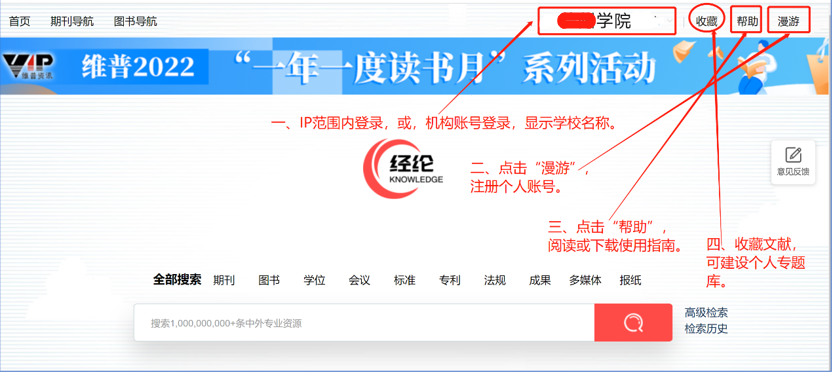 首页 期刊导航 图书导航 学院 收藏 帮助 漫游
VIP 维普资讯 维普2022 “一年一度读书月”系列活动
一、IP范围内登录，或，机构账号登录，显示学校名称。
经纶
KNOWLEDGE
二、点击“漫游”，
注册个人账号。
意见反馈
三、点击“帮助”，
阅读或下载使用指南。
四、收藏文献，
可建设个人专题
库。
全部搜索 期刊 图书 学位 会议 标准 专利 法规 成果 多媒体 报纸
搜索1,000,000,000+条中外专业资源
高级检索
检索历史